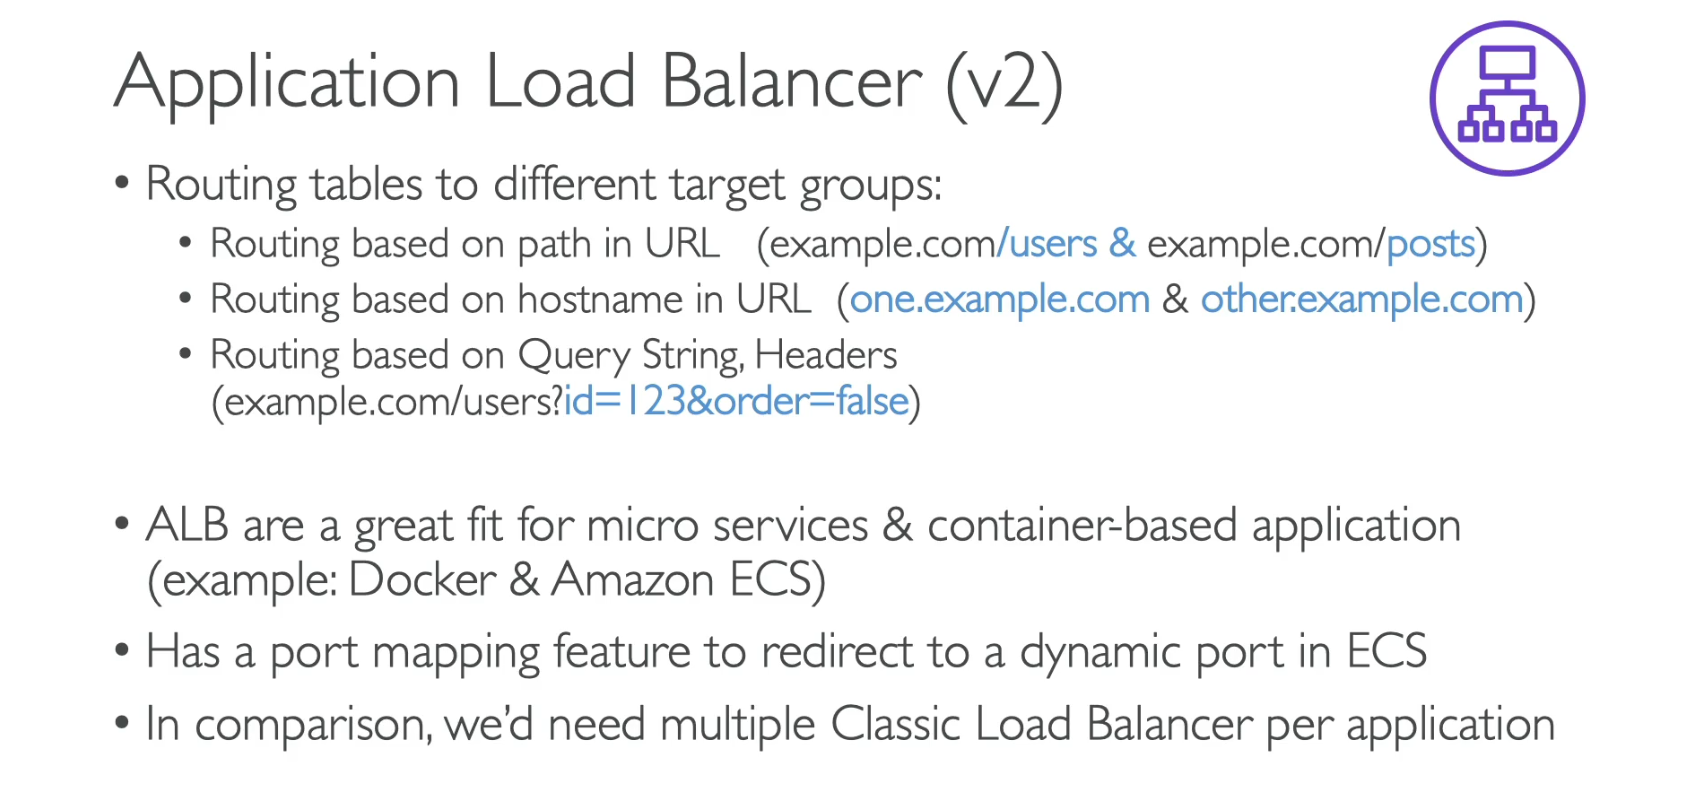 Application Load Balancer (v2)
• Routing tables to different target groups:
• Routing based on path in URL (example.com/users & example.com/posts)
• Routing based on hostname in URL (one.example.com & other.example.com)
• Routing based on Query String, Headers
(example.com/users?id=123&order=false)
• ALB are a great fit for micro services & container-based application
(example: Docker & Amazon ECS)
• Has a port mapping feature to redirect to a dynamic port in ECS
• In comparison, we’d need multiple Classic Load Balancer per application